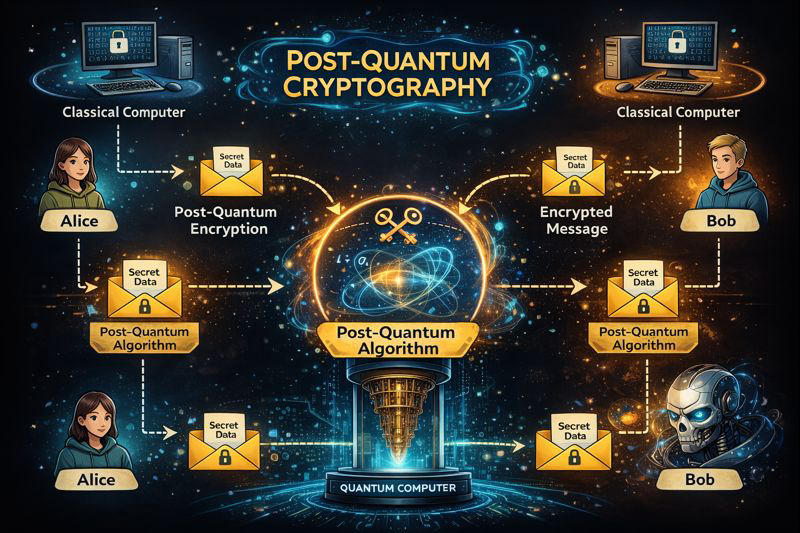 POST-QUANTUM
CRYPTOGRAPHY
Classical Computer
Classical Computer
Secret
Data
Secret
Data
Alice
Post-Quantum
Encryption
Encrypted
Message
Bob
Secret
Data
Secret
Data
Post-Quantum
Algorithm
Post-Quantum
Algorithm
Post-Quantum
Algorithm
Secret
Data
Secret
Data
Alice
Bob
QUANTUM COMPUTER